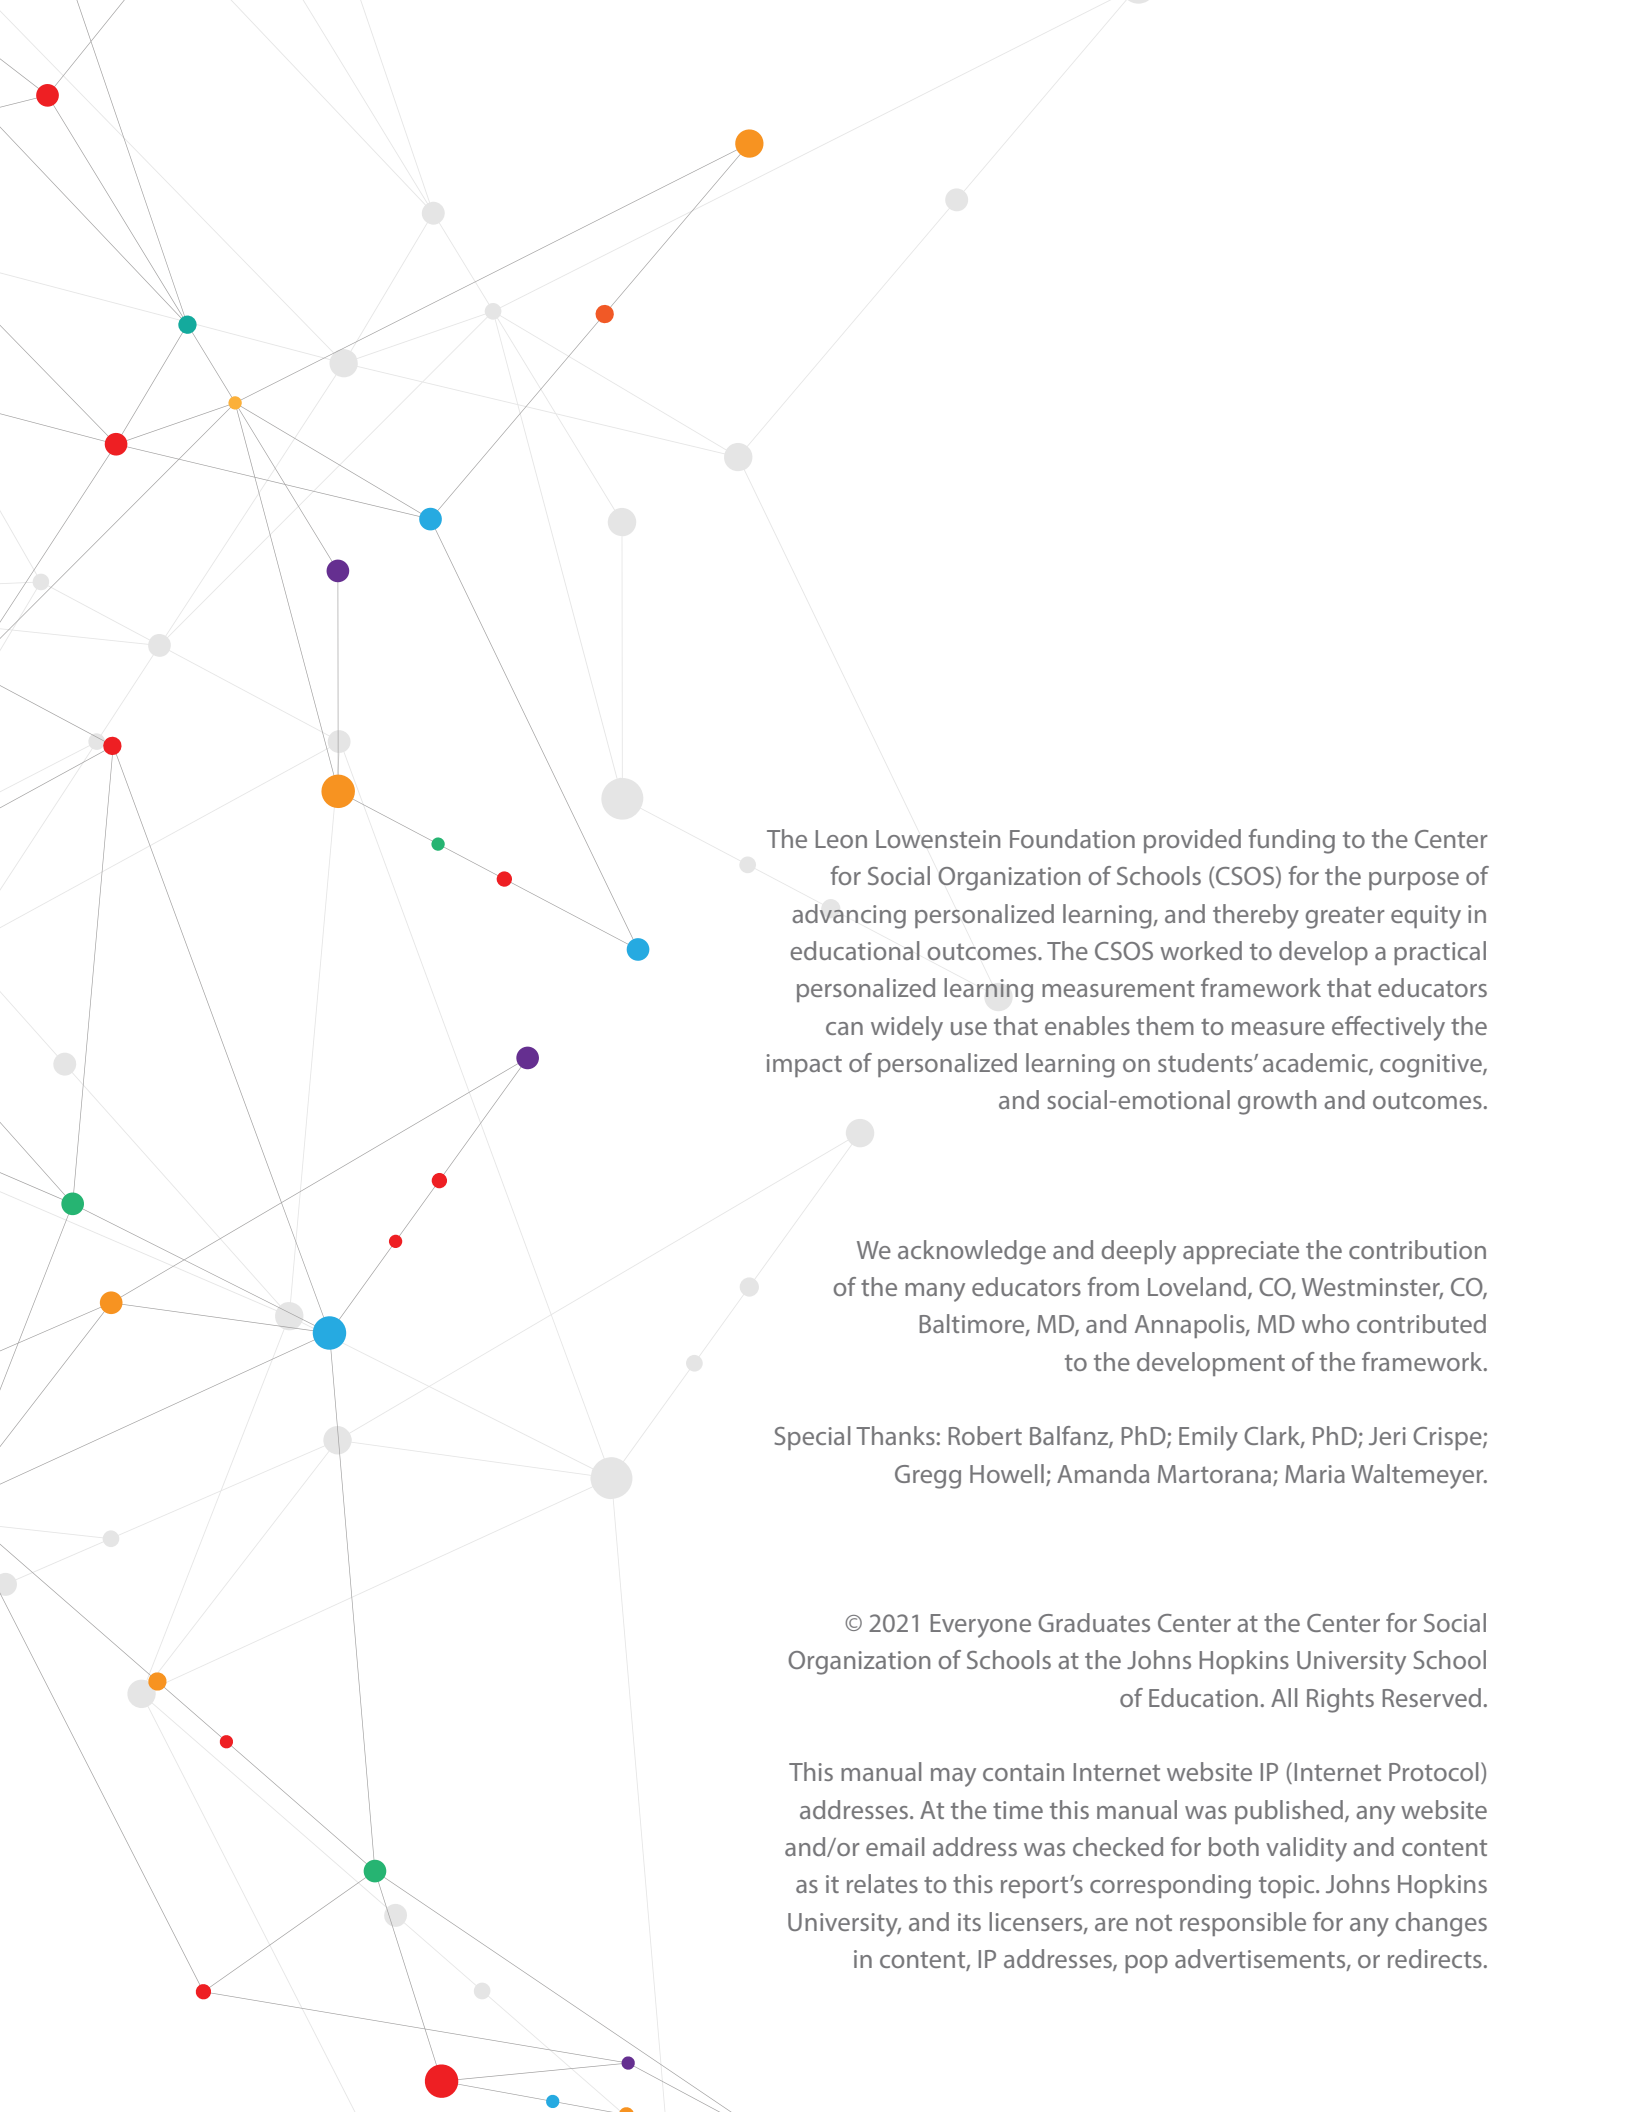 The Leon Lowenstein Foundation provided funding to the Center
for Social Organization of Schools (CSOS) for the purpose of
advancing personalized learning, and thereby greater equity in
educational outcomes. The CSOS worked to develop a practical
personalized learning measurement framework that educators
can widely use that enables them to measure effectively the
impact of personalized learning on students’ academic, cognitive,
and social-emotional growth and outcomes.
We acknowledge and deeply appreciate the contribution
of the many educators from Loveland, CO, Westminster, CO,
Baltimore, MD, and Annapolis, MD who contributed
to the development of the framework.
Special Thanks: Robert Balfanz, PhD; Emily Clark, PhD; Jeri Crispe;
Gregg Howell; Amanda Martorana; Maria Waltemeyer.
© 2021 Everyone Graduates Center at the Center for Social
Organization of Schools at the Johns Hopkins University School
of Education. All Rights Reserved.
This manual may contain Internet website IP (Internet Protocol)
addresses. At the time this manual was published, any website
and/or email address was checked for both validity and content
as it relates to this report’s corresponding topic. Johns Hopkins
University, and its licensers, are not responsible for any changes
in content, IP addresses, pop advertisements, or redirects.